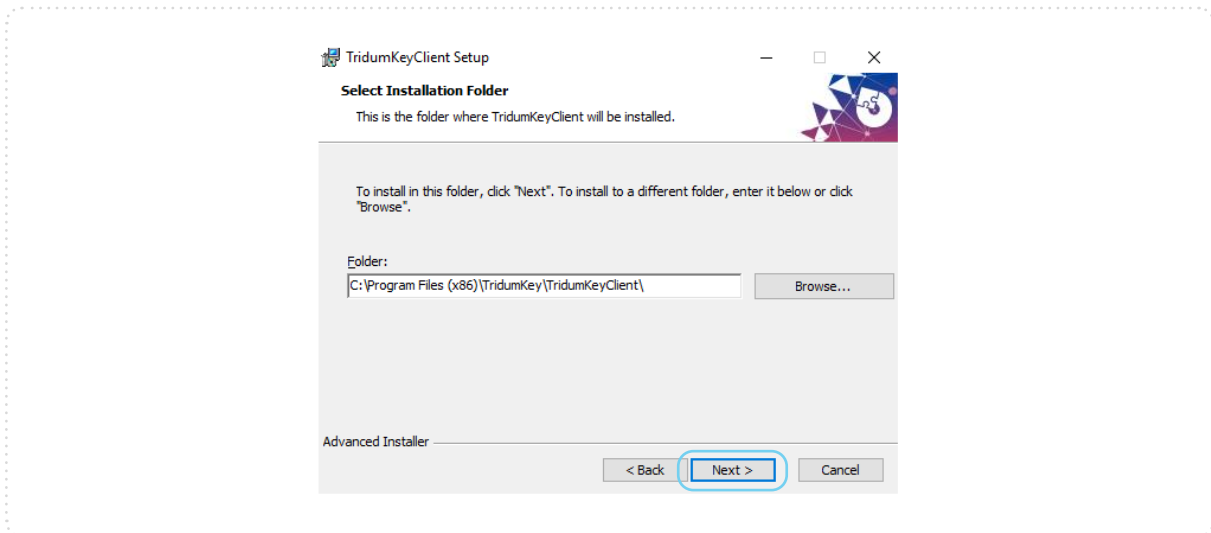 TridumKeyClient Setup
Select Installation Folder
This is the folder where TridumKeyClient will be installed.
To install in this folder, click "Next". To install to a different folder, enter it below or click
"Browse".
Folder:
C:\Program Files (x86)\TridumKey\TridumKeyClient\
Browse...
Advanced Installer
< Back
Next >
Cancel